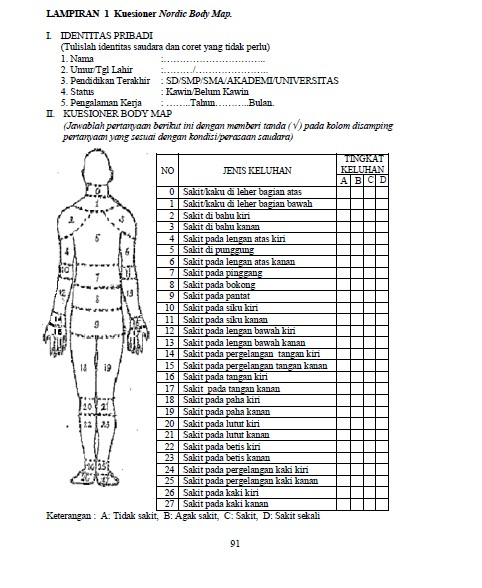 LAMPIRAN 1 Kuesioner Nordic Body Map.
I. IDENTITAS PRIBADI
(Tulislah identitas saudara dan coret yang tidak perlu)
1. Nama :…………………………
2. Umur/Tgl Lahir :………/…………………
3. Pendidikan Terakhir : SD/SMP/SMA/AKADEMI/UNIVERSITAS
4. Status : Kawin/Belum Kawin
5. Pengalaman Kerja : ……..Tahun……….Bulan.
II. KUESIONER BODY MAP
(Jawablah pertanyaan berikut ini dengan memberi tanda (√) pada kolom disamping
pertanyaan yang sesuai dengan kondisi/perasaan saudara)
NO JENIS KELUHAN TINGKAT KELUHAN
A B C D
0 Sakit/kaku di leher bagian atas
1 Sakit/kaku di leher bagian bawah
2 Sakit di bahu kiri
3 Sakit di bahu kanan
4 Sakit pada lengan atas kiri
5 Sakit di punggung
6 Sakit pada lengan atas kanan
7 Sakit pada pinggang
8 Sakit pada bokong
9 Sakit pada pantat
10 Sakit pada siku kiri
11 Sakit pada siku kanan
12 Sakit pada lengan bawah kiri
13 Sakit pada lengan bawah kanan
14 Sakit pada pergelangan tangan kiri
15 Sakit pada pergelangan tangan kanan
16 Sakit pada tangan kiri
17 Sakit pada tangan kanan
18 Sakit pada paha kiri
19 Sakit pada paha kanan
20 Sakit pada lutut kiri
21 Sakit pada lutut kanan
22 Sakit pada betis kiri
23 Sakit pada betis kanan
24 Sakit pada pergelangan kaki kiri
25 Sakit pada pergelangan kaki kanan
26 Sakit pada kaki kiri
27 Sakit pada kaki kanan
0
1
2 3
5
4 6
10 7 11
12 8 13
9
18 19
20 21
22 23
Keterangan : A: Tidak sakit, B: Agak sakit, C: Sakit, D: Sakit sekali
91